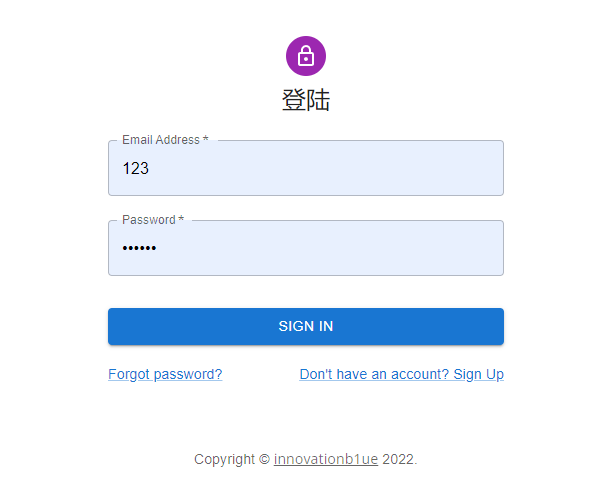 登陆
Email Address *
123
Password *
••••••
SIGN IN
Forgot password? Don't have an account? Sign Up
Copyright © innovationb1ue 2022.